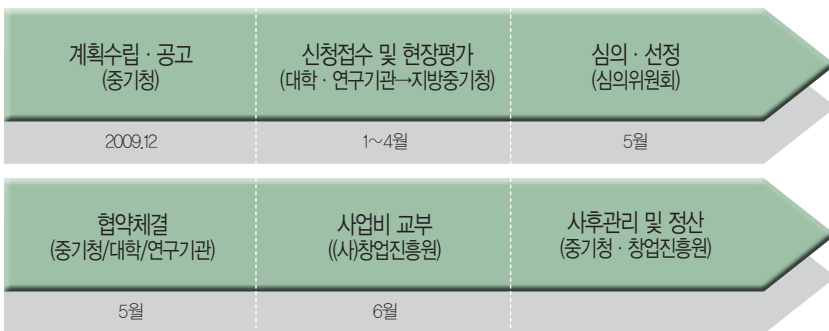 계획수립 · 공고
(중기청)
신청접수 및 현장평가
(대학 · 연구기관→지방중기청)
심의 · 선정
(심의위원회)
2009.12
1~4월
5월
협약체결
(중기청/대학/연구기관)
사업비 교부
((사)창업진흥원)
사후관리 및 정산
(중기청 · 창업진흥원)
5월
6월